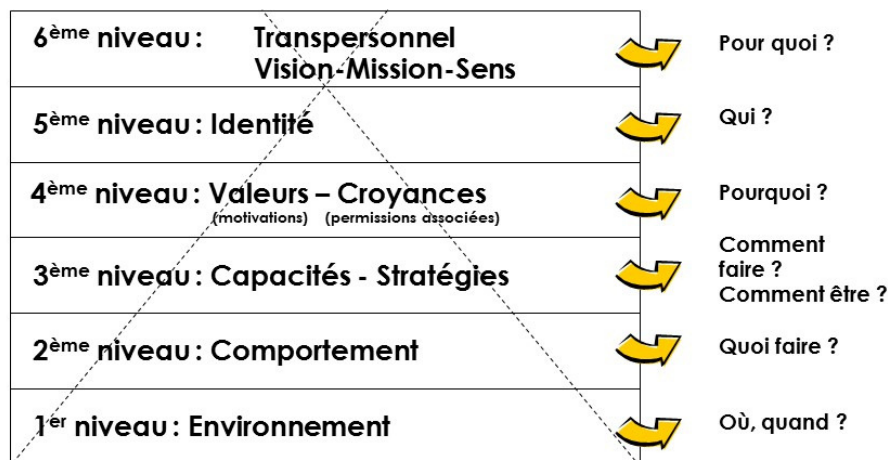 6ème niveau : Transpersonnel
Vision-Mission-Sens
Pour quoi ?
5ème niveau : Identité
Qui ?
4ème niveau : Valeurs – Croyances
(motivations) (permissions associées)
Pourquoi ?
3ème niveau : Capacités - Stratégies
Comment
faire ?
Comment être ?
2ème niveau : Comportement
Quoi faire ?
1er niveau : Environnement
Où, quand ?